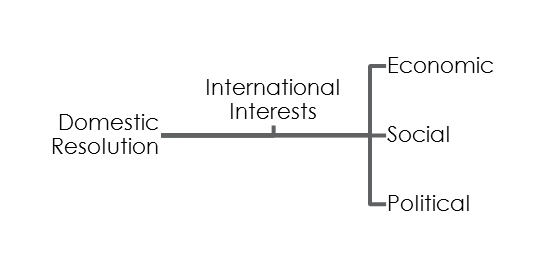 Domestic
Resolution
International
Interests
Economic
Social
Political